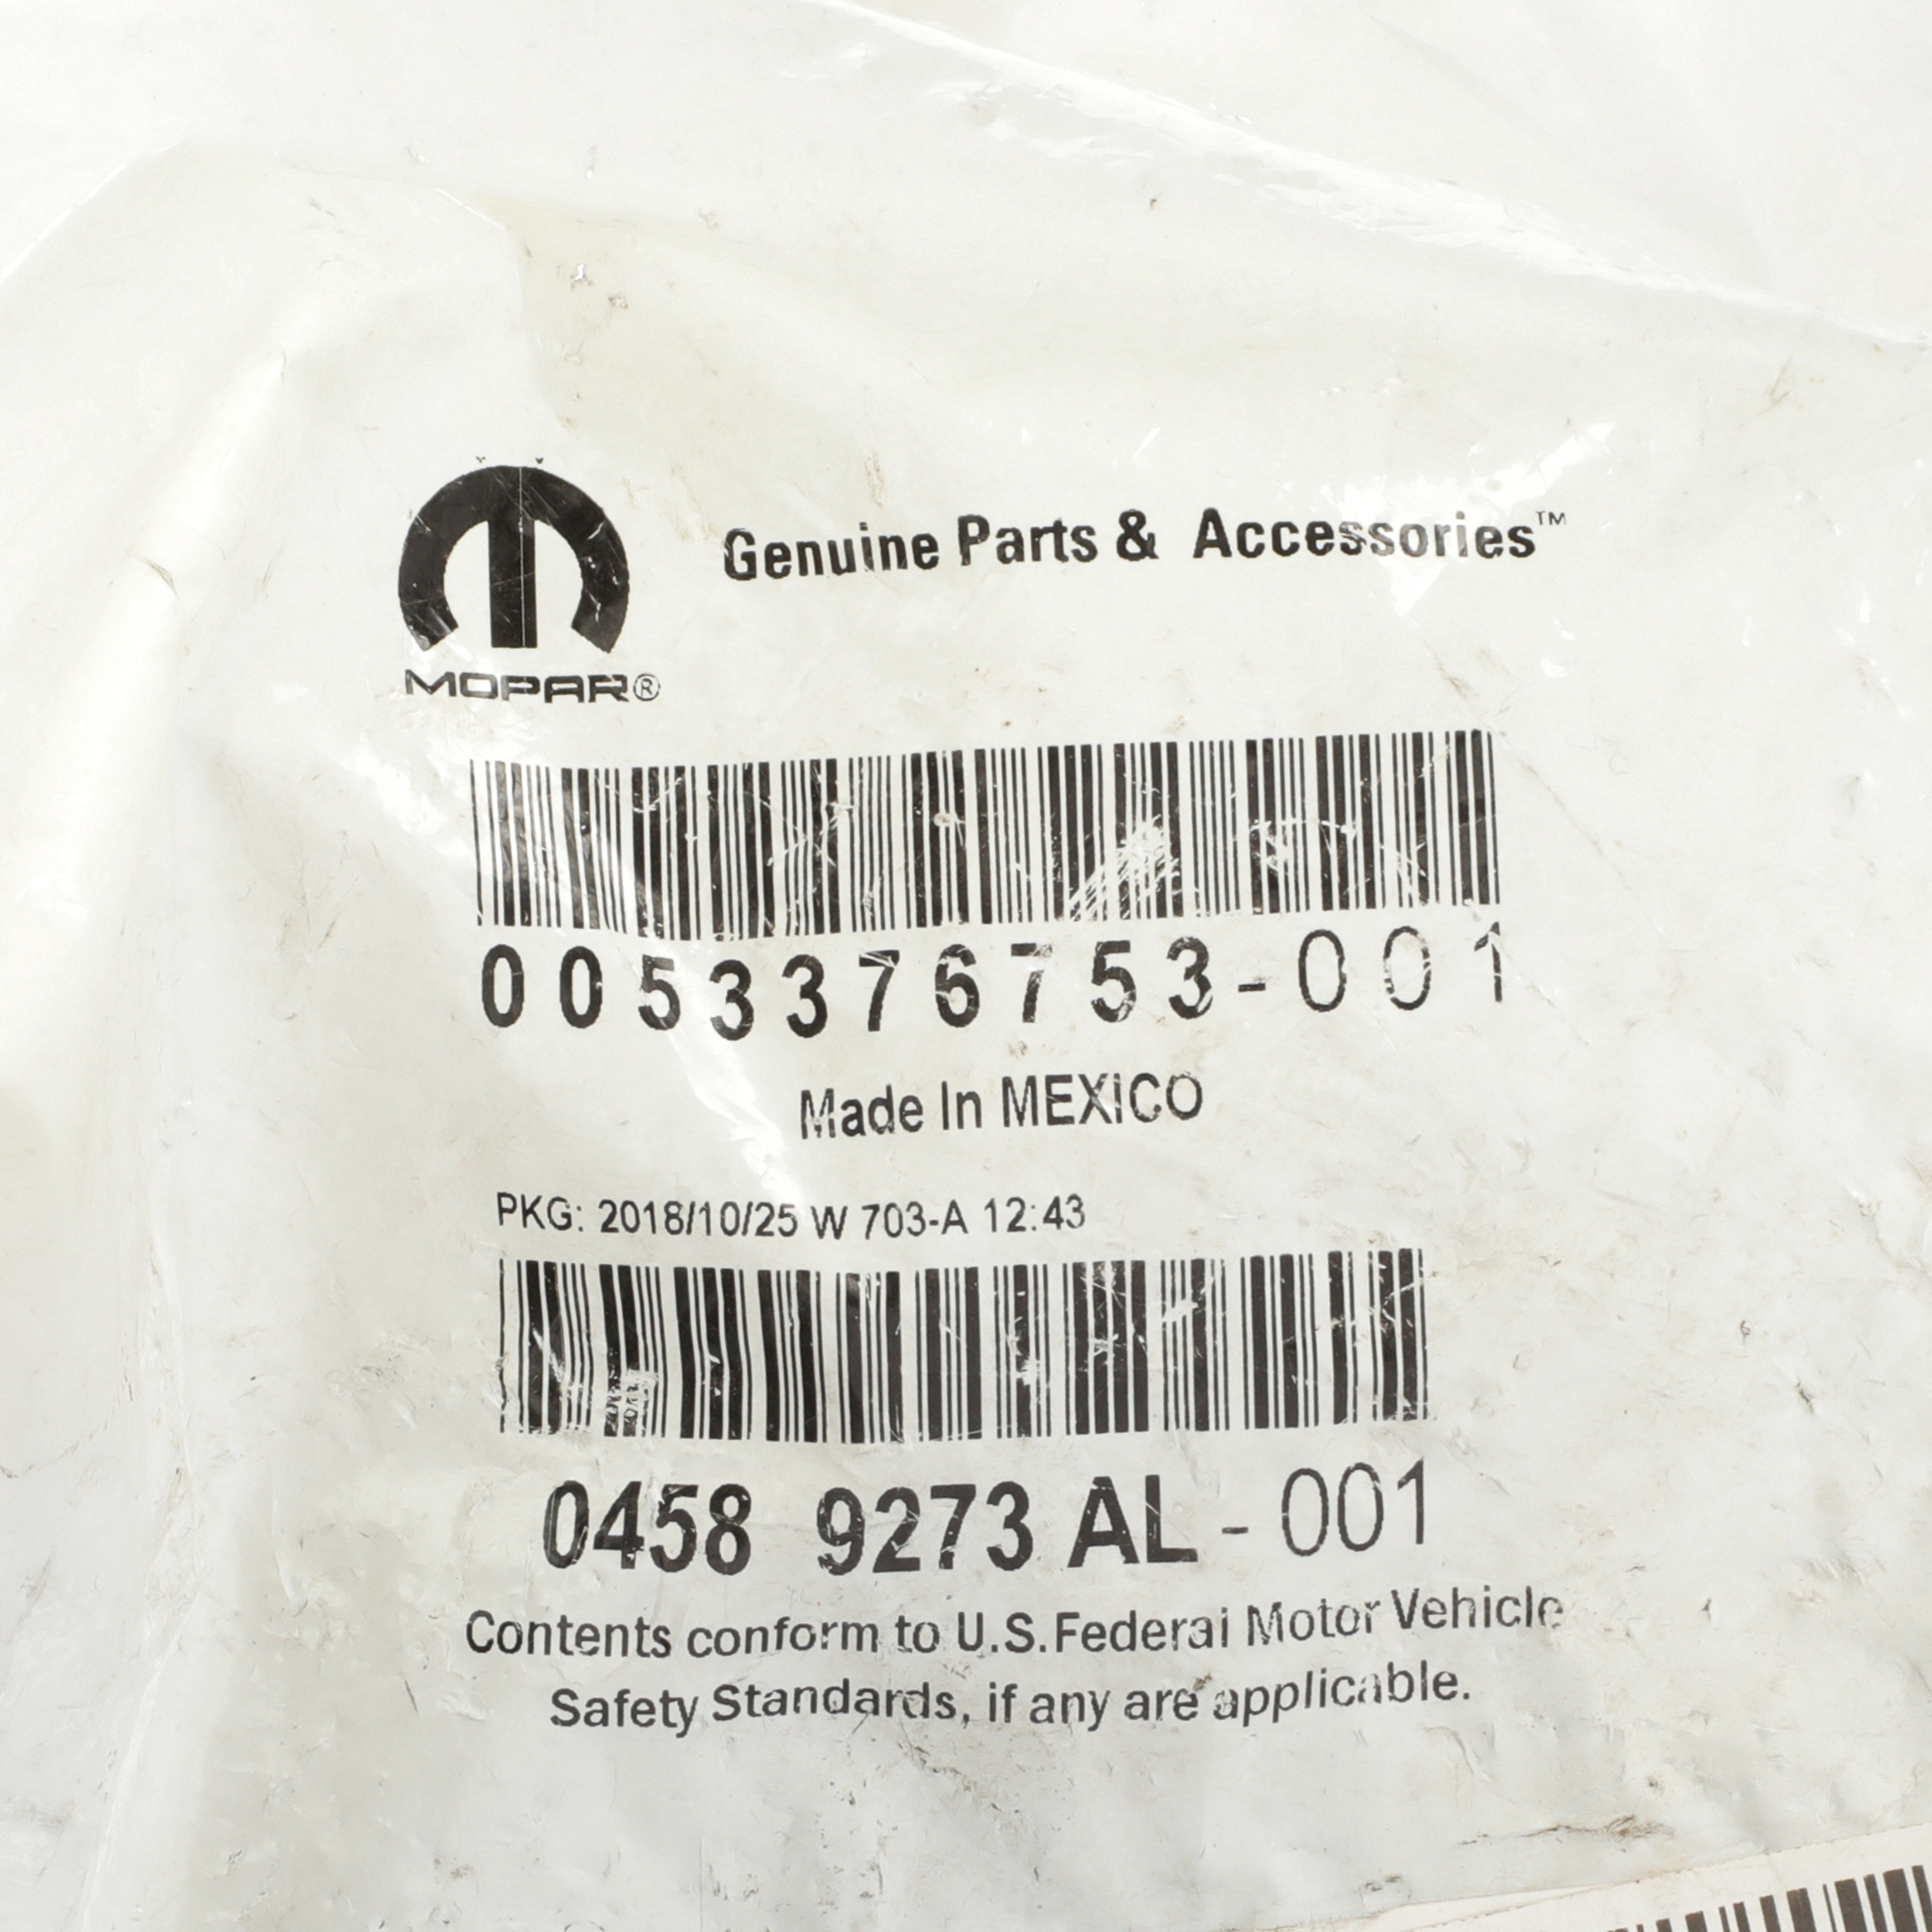 Genuine Parts & Accessories™
MOPAR®
0053376753-001
Made In MEXICO
PKG: 2018/10/25 W 703-A 12:43
0458 9273 AL - 001
Contents conform to U.S. Federal Motor Vehicle
Safety Standards, if any are applicable.